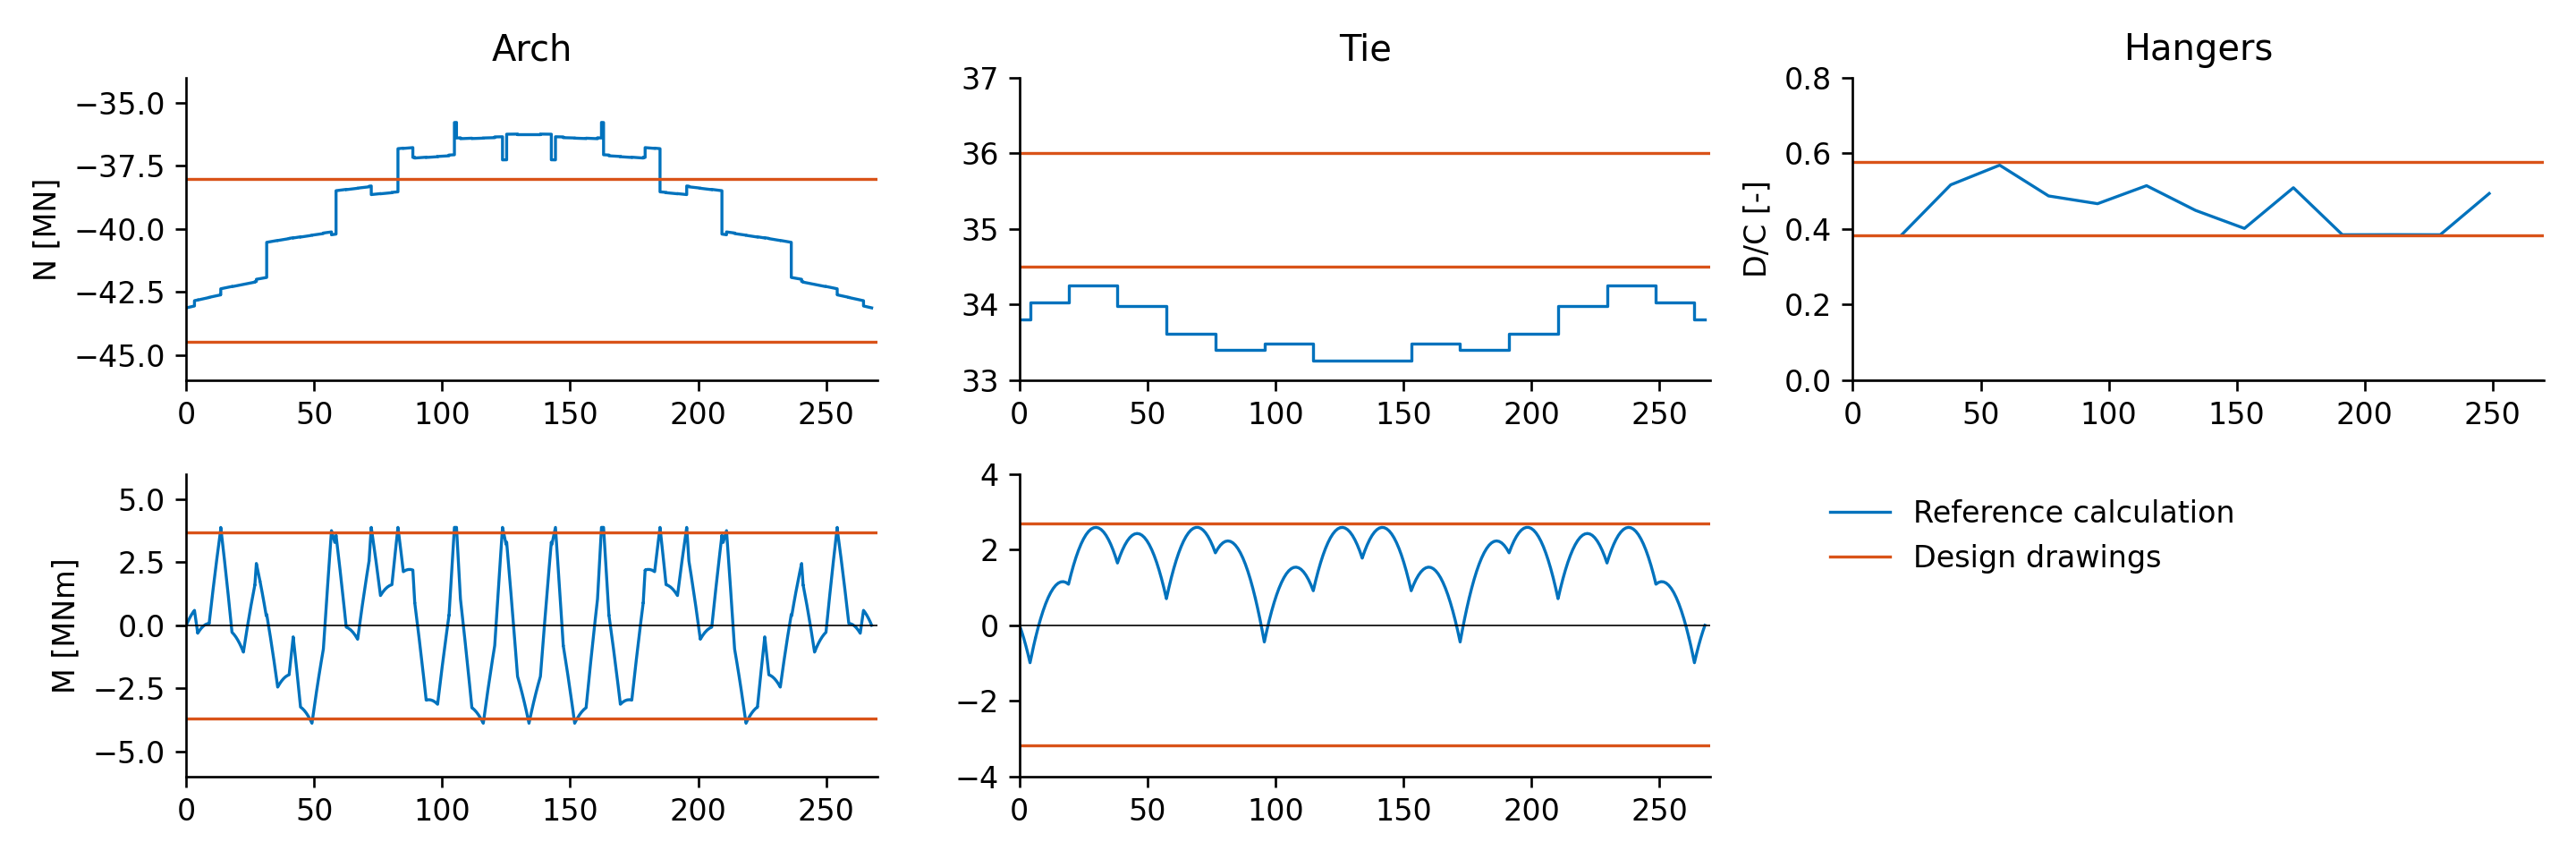 Arch
N [MN]
−35.0
−37.5
−40.0
−42.5
−45.0
0 50 100 150 200 250
Tie
37
36
35
34
33
0 50 100 150 200 250
Hangers
D/C [-]
0.8
0.6
0.4
0.2
0.0
0 50 100 150 200 250
M [MNm]
5.0
2.5
0.0
−2.5
−5.0
0 50 100 150 200 250
4
2
0
−2
−4
0 50 100 150 200 250
Reference calculation
Design drawings